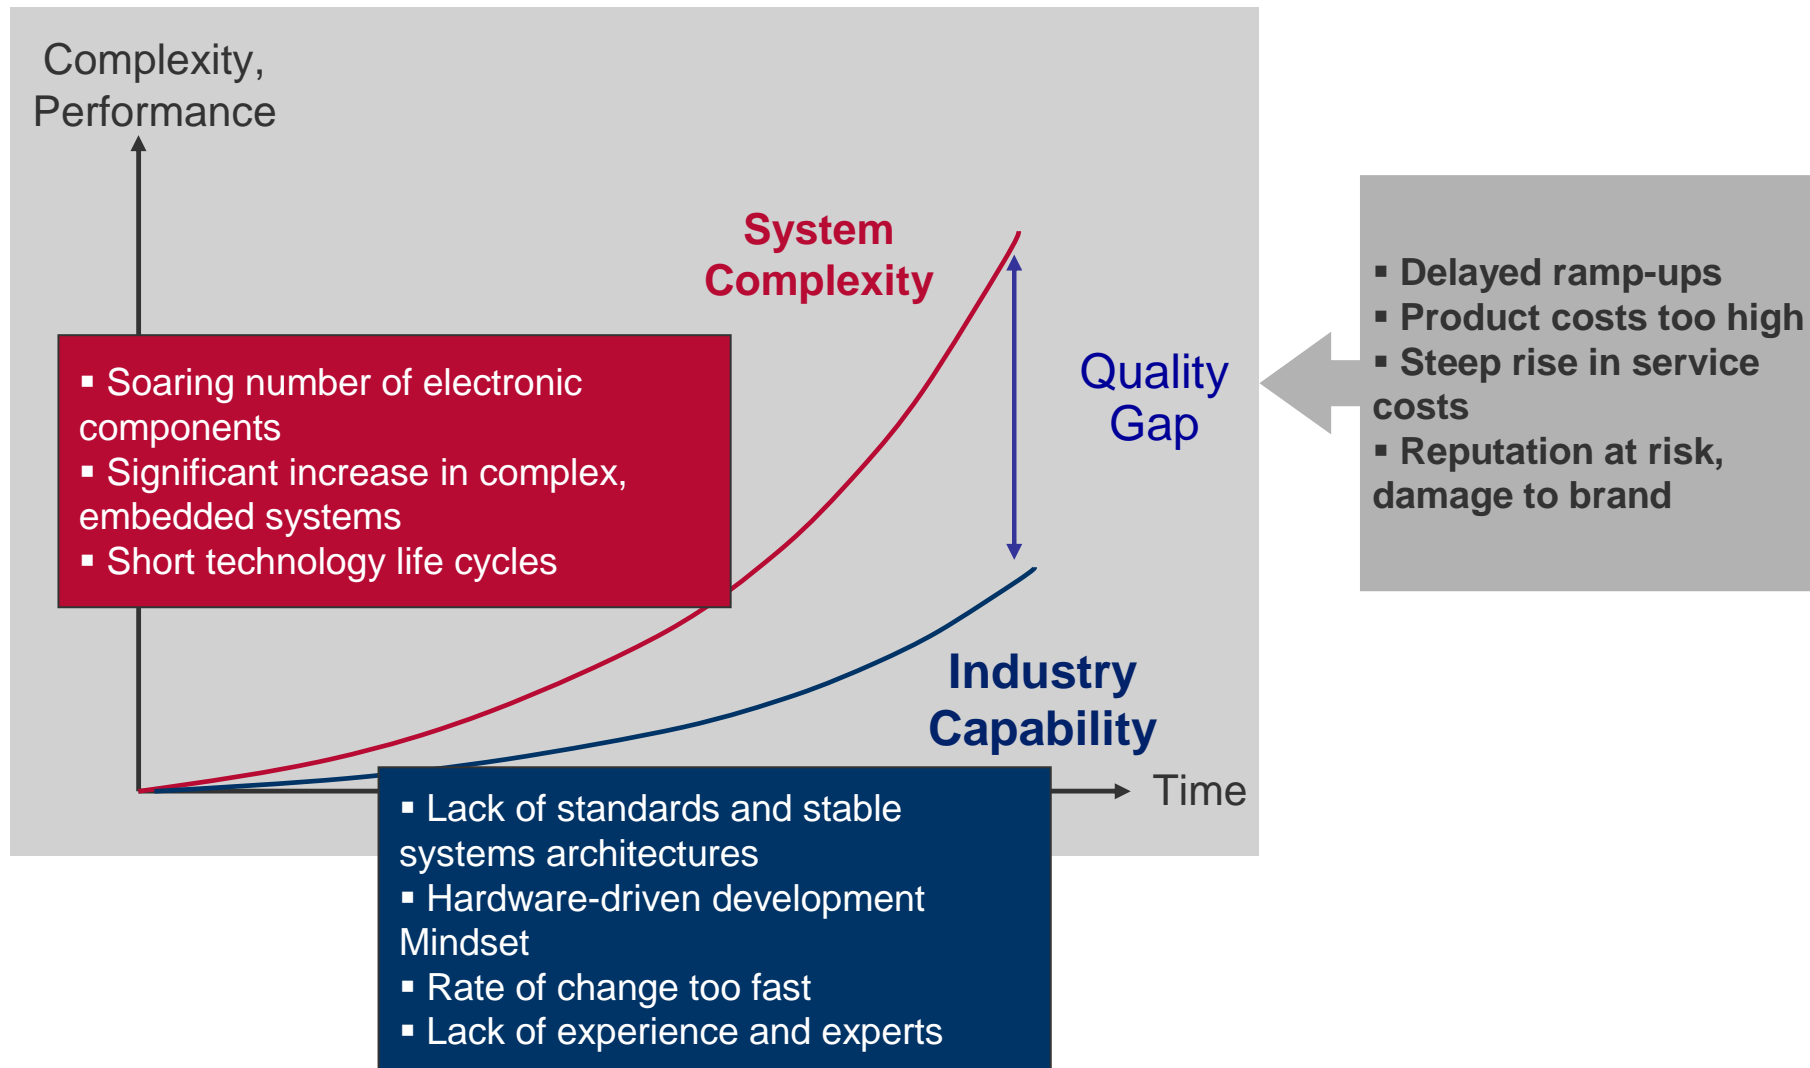 Complexity,
Performance
System
Complexity
▪ Soaring number of electronic
components
▪ Significant increase in complex,
embedded systems
▪ Short technology life cycles
Quality
Gap
▪ Delayed ramp-ups
▪ Product costs too high
▪ Steep rise in service
costs
▪ Reputation at risk,
damage to brand
Industry
Capability
Time
▪ Lack of standards and stable
systems architectures
▪ Hardware-driven development
Mindset
▪ Rate of change too fast
▪ Lack of experience and experts